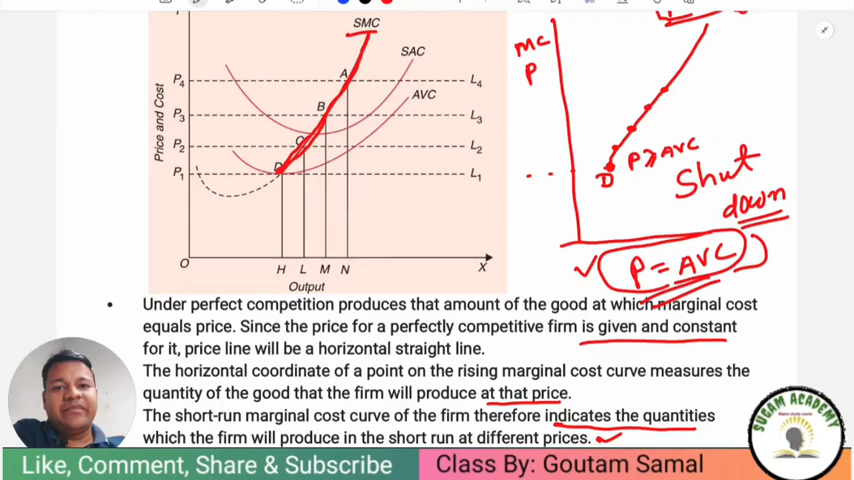 SMC
SAC
AVC
Price and Cost
P4
P3
P2
P1
A
B
C
D
L4
L3
L2
L1
O
H L M N
X
Output
MC
P
D
P ⩾ AVC
Shut
down
P = AVC
• Under perfect competition produces that amount of the good at which marginal cost
equals price. Since the price for a perfectly competitive firm is given and constant
for it, price line will be a horizontal straight line.
The horizontal coordinate of a point on the rising marginal cost curve measures the
quantity of the good that the firm will produce at that price.
The short-run marginal cost curve of the firm therefore indicates the quantities
which the firm will produce in the short run at different prices.
SUGAM ACADEMY
Like, Comment, Share & Subscribe
Class By: Goutam Samal